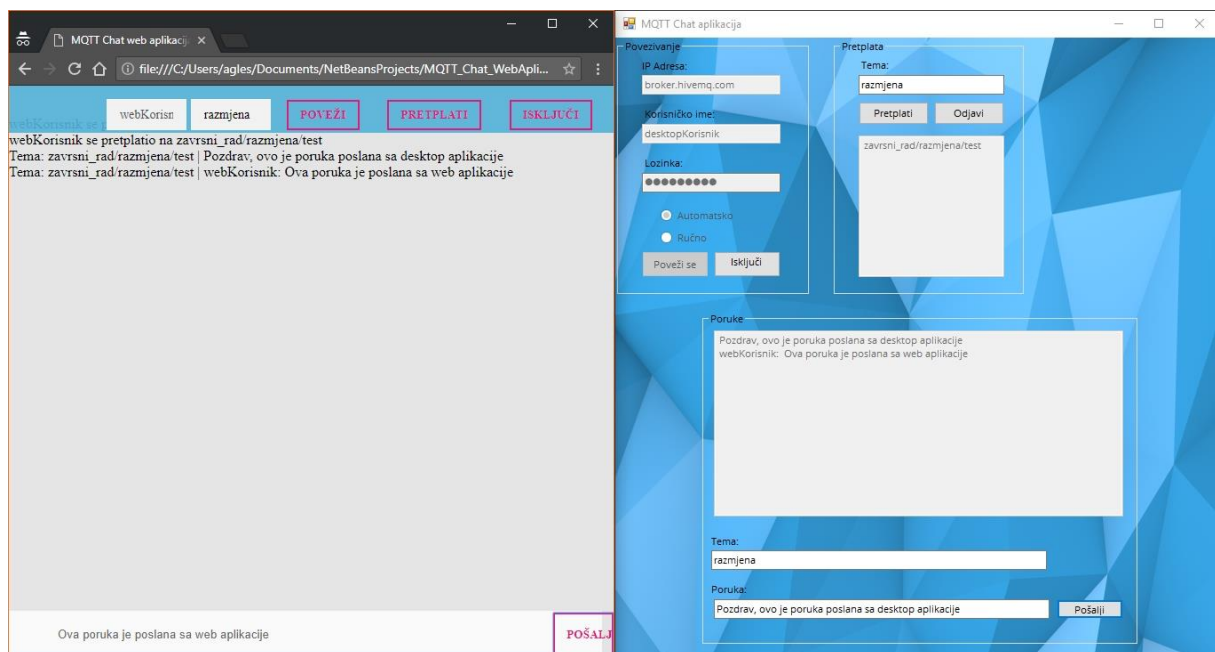 MQTT Chat web aplikacij
file:///C:/Users/agles/Documents/NetBeansProjects/MQTT_Chat_WebApli...
webKorisnik se p
webKorisn
razmjena
POVEŽI
PRETPLATI
ISKLJUČI
webKorisnik se pretplatio na zavrsni_rad/razmjena/test
Tema: zavrsni_rad/razmjena/test | Pozdrav, ovo je poruka poslana sa desktop aplikacije
Tema: zavrsni_rad/razmjena/test | webKorisnik: Ova poruka je poslana sa web aplikacije
Ova poruka je poslana sa web aplikacije
POŠALJ
MQTT Chat aplikacija
Povezivanje
IP Adresa:
broker.hivemq.com
Korisničko ime:
desktopKorisnik
Lozinka:
Automatsko
Ručno
Poveži se
Isključi
Pretplata
Tema:
razmjena
Pretplati
Odjavi
zavrsni_rad/razmjena/test
Poruke
Pozdrav, ovo je poruka poslana sa desktop aplikacije
webKorisnik: Ova poruka je poslana sa web aplikacije
Tema:
razmjena
Poruka:
Pozdrav, ovo je poruka poslana sa desktop aplikacije
Pošalji